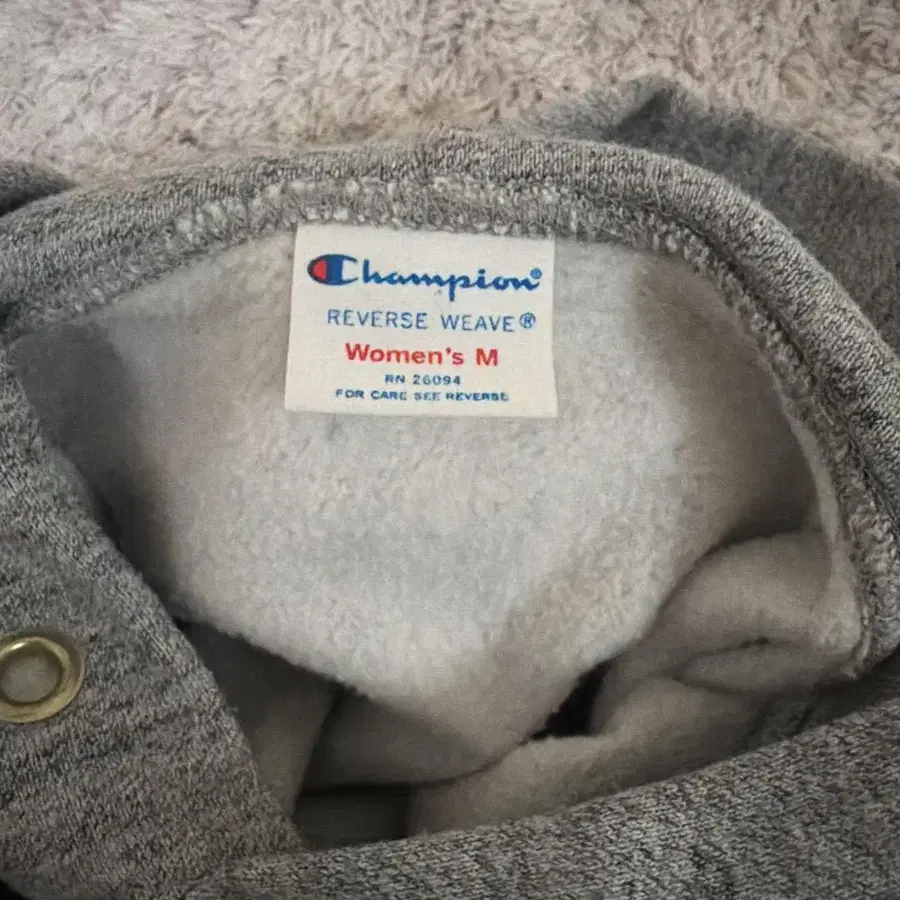 Champion®
REVERSE WEAVE®
Women's M
RN 26094
FOR CARE SEE REVERSE